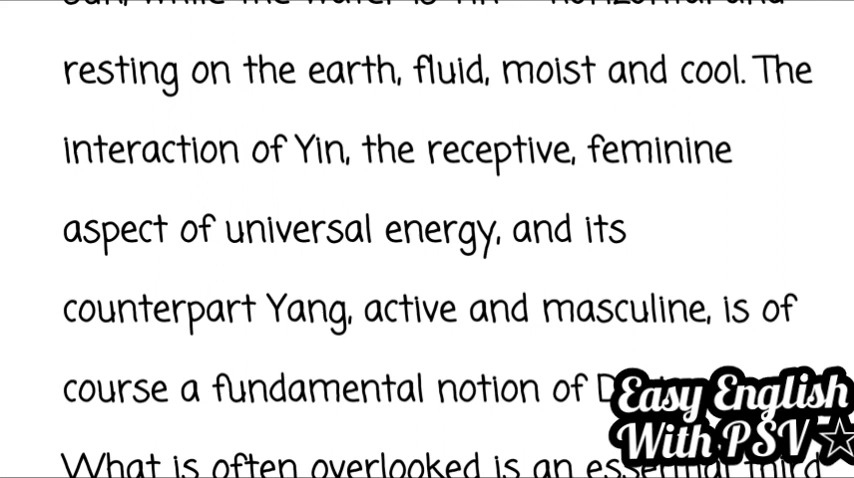 resting on the earth, fluid, moist and cool. The
interaction of Yin, the receptive, feminine
aspect of universal energy, and its
counterpart Yang, active and masculine, is of
course a fundamental notion of
What is often overlooked is an essential third
Easy English
With PSV